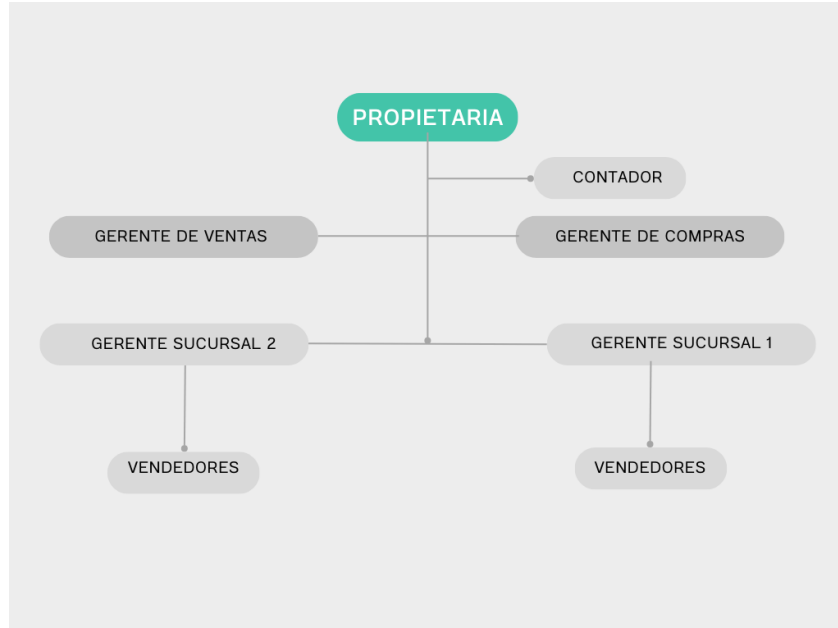 PROPIETARIA
CONTADOR
GERENTE DE VENTAS
GERENTE DE COMPRAS
GERENTE SUCURSAL 2
GERENTE SUCURSAL 1
VENDEDORES
VENDEDORES